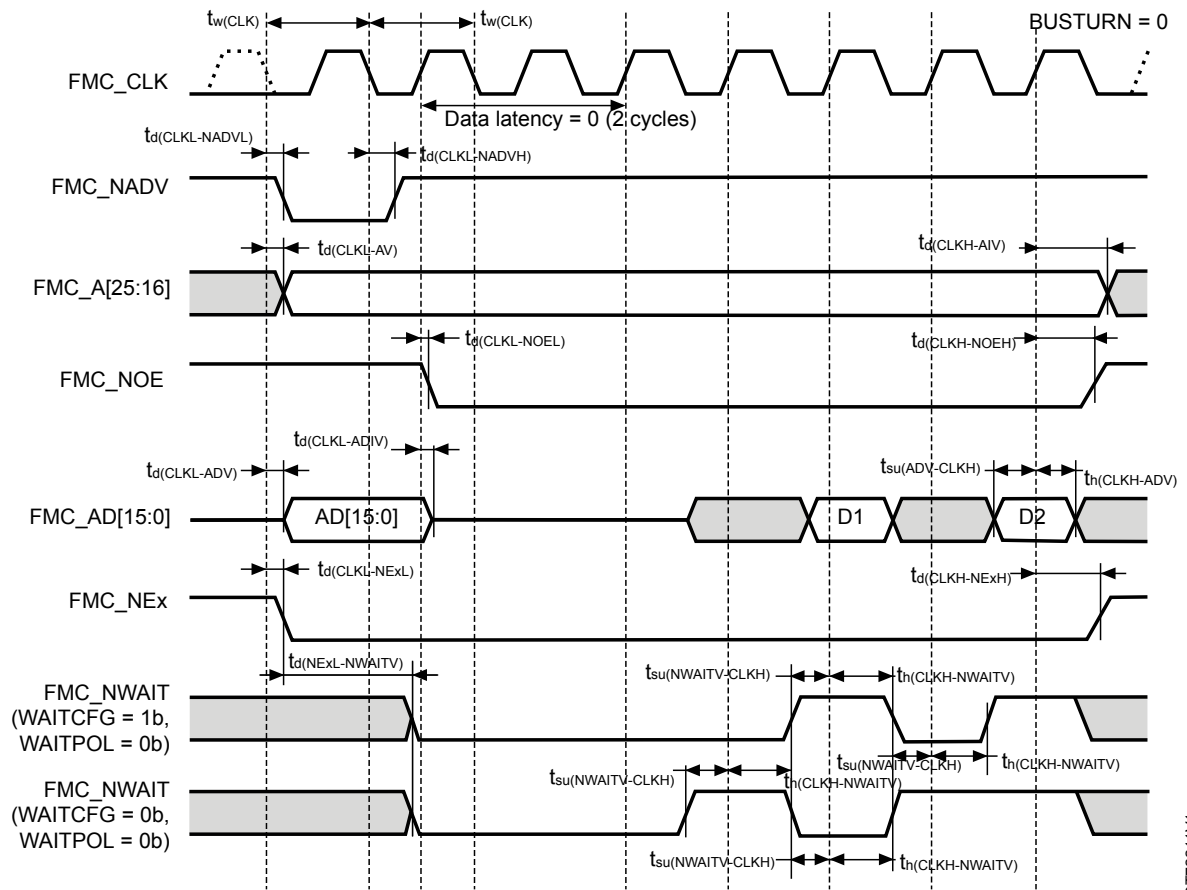 tw(CLK) tw(CLK) BUSTURN = 0
FMC_CLK
Data latency = 0 (2 cycles)
td(CLKL-NADVL) td(CLKL-NADVH)
FMC_NADV
td(CLKL-AV) td(CLKH-AIV)
FMC_A[25:16]
td(CLKL-NOEL) td(CLKH-NOEH)
FMC_NOE
td(CLKL-ADIV)
td(CLKL-ADV) tsu(ADV-CLKH) th(CLKH-ADV)
FMC_AD[15:0] AD[15:0] D1 D2
td(CLKL-NExL) td(CLKH-NExH)
FMC_NEx
td(NExL-NWAITV) tsu(NWAITV-CLKH) th(CLKH-NWAITV)
FMC_NWAIT
(WAITCFG = 1b,
WAITPOL = 0b)
tsu(NWAITV-CLKH) th(CLKH-NWAITV)
tsu(NWAITV-CLKH) th(CLKH-NWAITV)
FMC_NWAIT
(WAITCFG = 0b,
WAITPOL = 0b)
tsu(NWAITV-CLKH) th(CLKH-NWAITV)